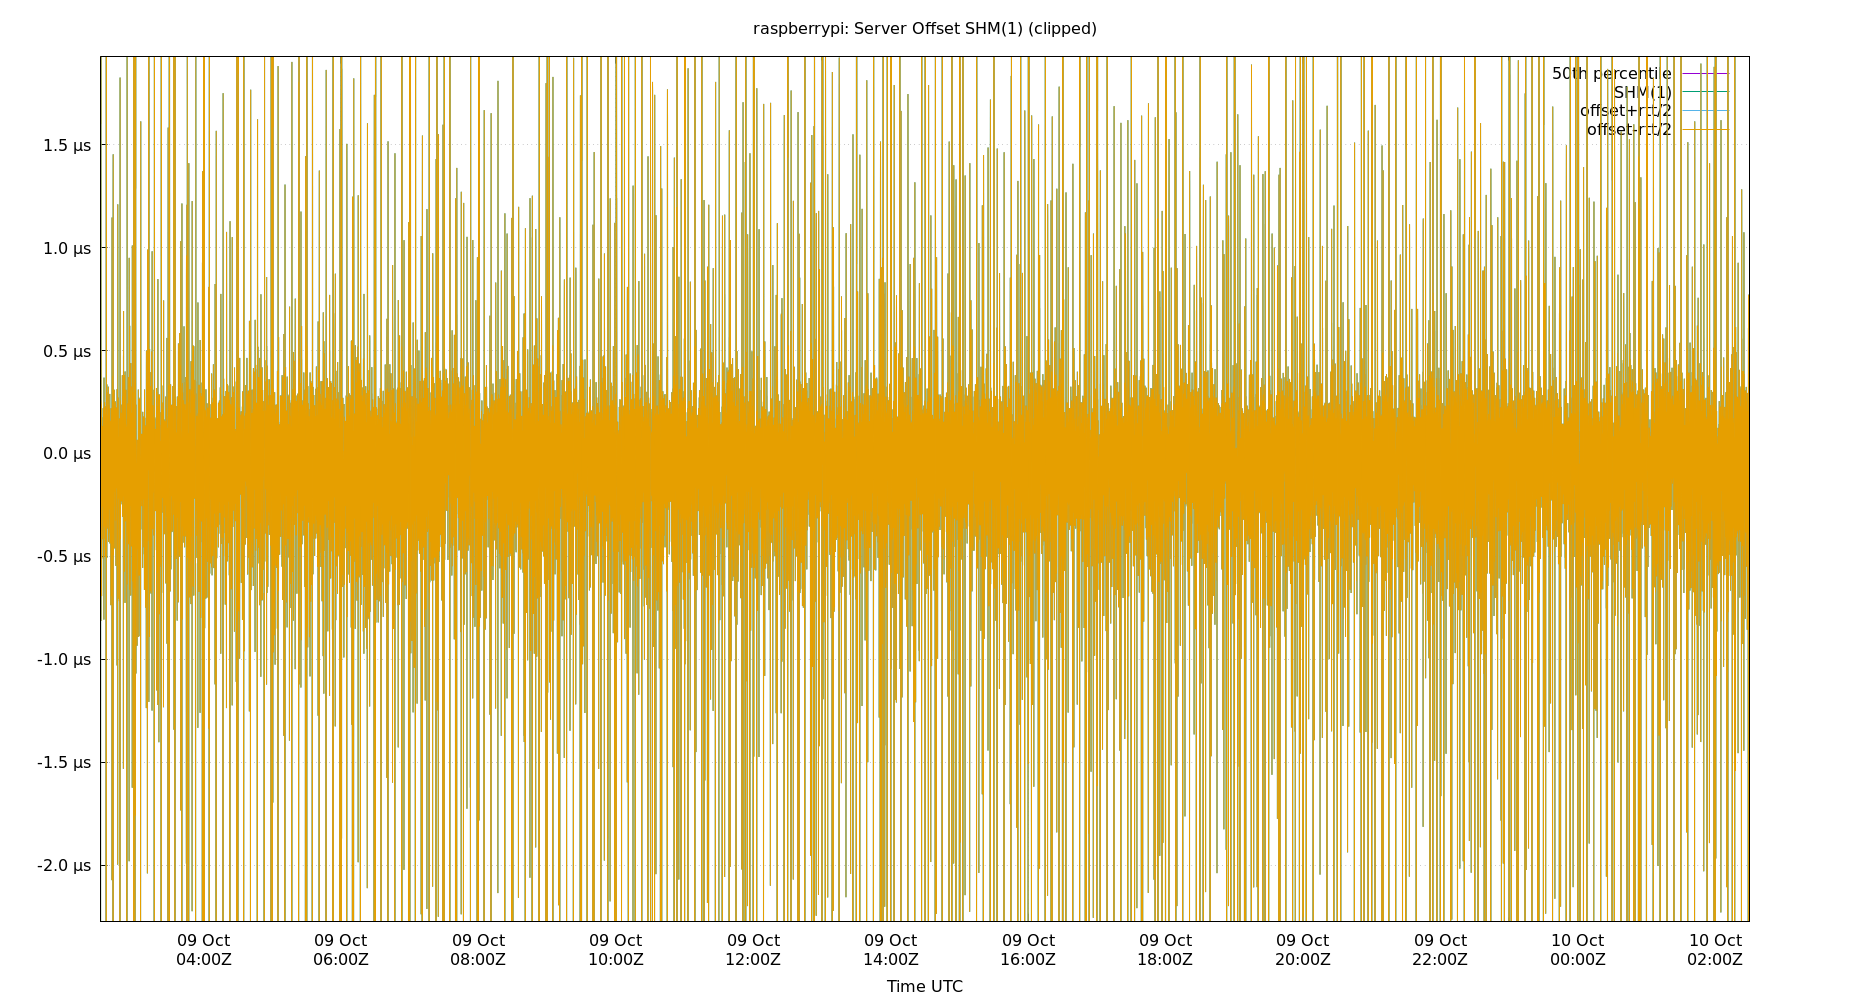 raspberrypi: Server Offset SHM(1) (clipped)
50th percentile
SHM(1)
offset+rtt/2
offset-rtt/2
1.5 µs
1.0 µs
0.5 µs
0.0 µs
-0.5 µs
-1.0 µs
-1.5 µs
-2.0 µs
09 Oct 09 Oct 09 Oct 09 Oct 09 Oct 09 Oct 09 Oct 09 Oct 09 Oct 09 Oct 10 Oct 10 Oct
04:00Z 06:00Z 08:00Z 10:00Z 12:00Z 14:00Z 16:00Z 18:00Z 20:00Z 22:00Z 00:00Z 02:00Z
Time UTC